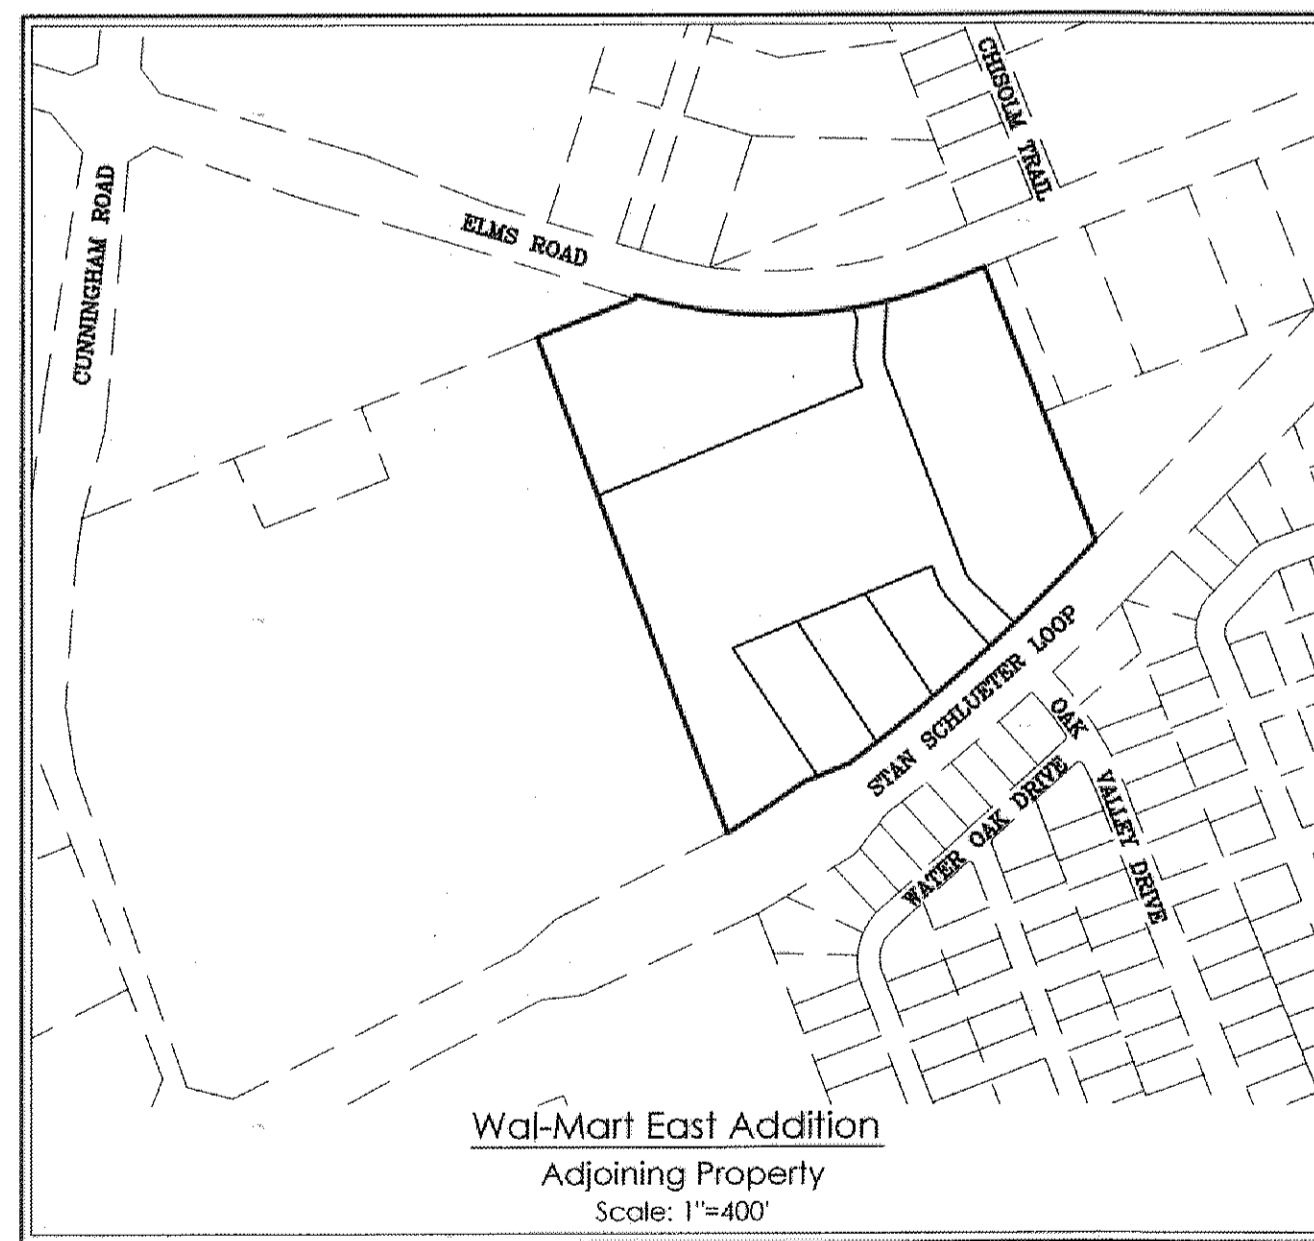 CHISOLM TRAIL
CUNNINGHAM ROAD
ELMS ROAD
STAN SCHLUETER LOOP
OAK VALLEY DRIVE
WATER OAK DRIVE
Wal-Mart East Addition
Adjoining Property
Scale: 1"=400'